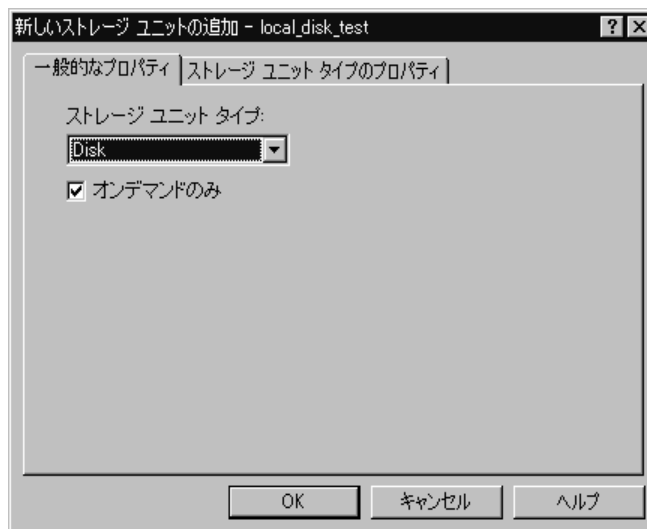 新しいストレージ ユニットの追加 - local_disk_test
一般的なプロパティ ストレージ ユニット タイプのプロパティ
ストレージ ユニット タイプ:
Disk
オンデマンドのみ
OK キャンセル ヘルプ